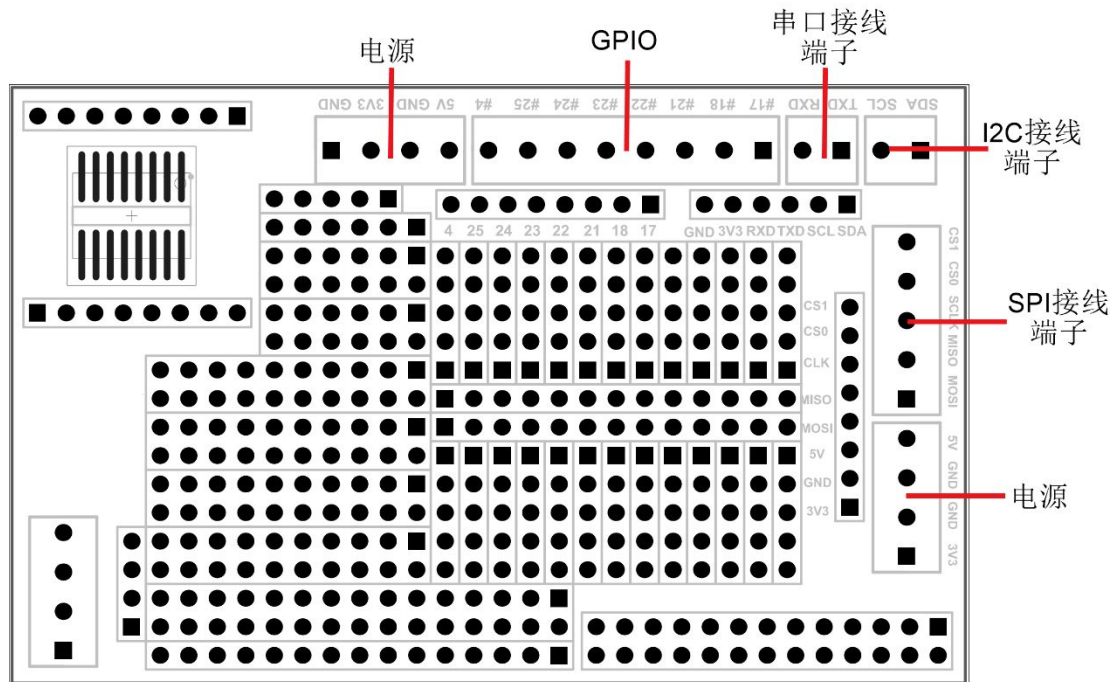 电源
GPIO
串口接线
端子
GND 3V3 GND 5V #4 #25 #24 #23 #22 #21 #18 #17 RXD TXD SCL SDA
I2C接线
端子
4 25 24 23 22 21 18 17 GND 3V3 RXD TXD SCL SDA
CS1
CS0
CLK
MISO
MOSI
5V
GND
3V3
CS1 CS0 SCLK MISO MOSI
SPI接线
端子
5V GND GND 3V3
电源